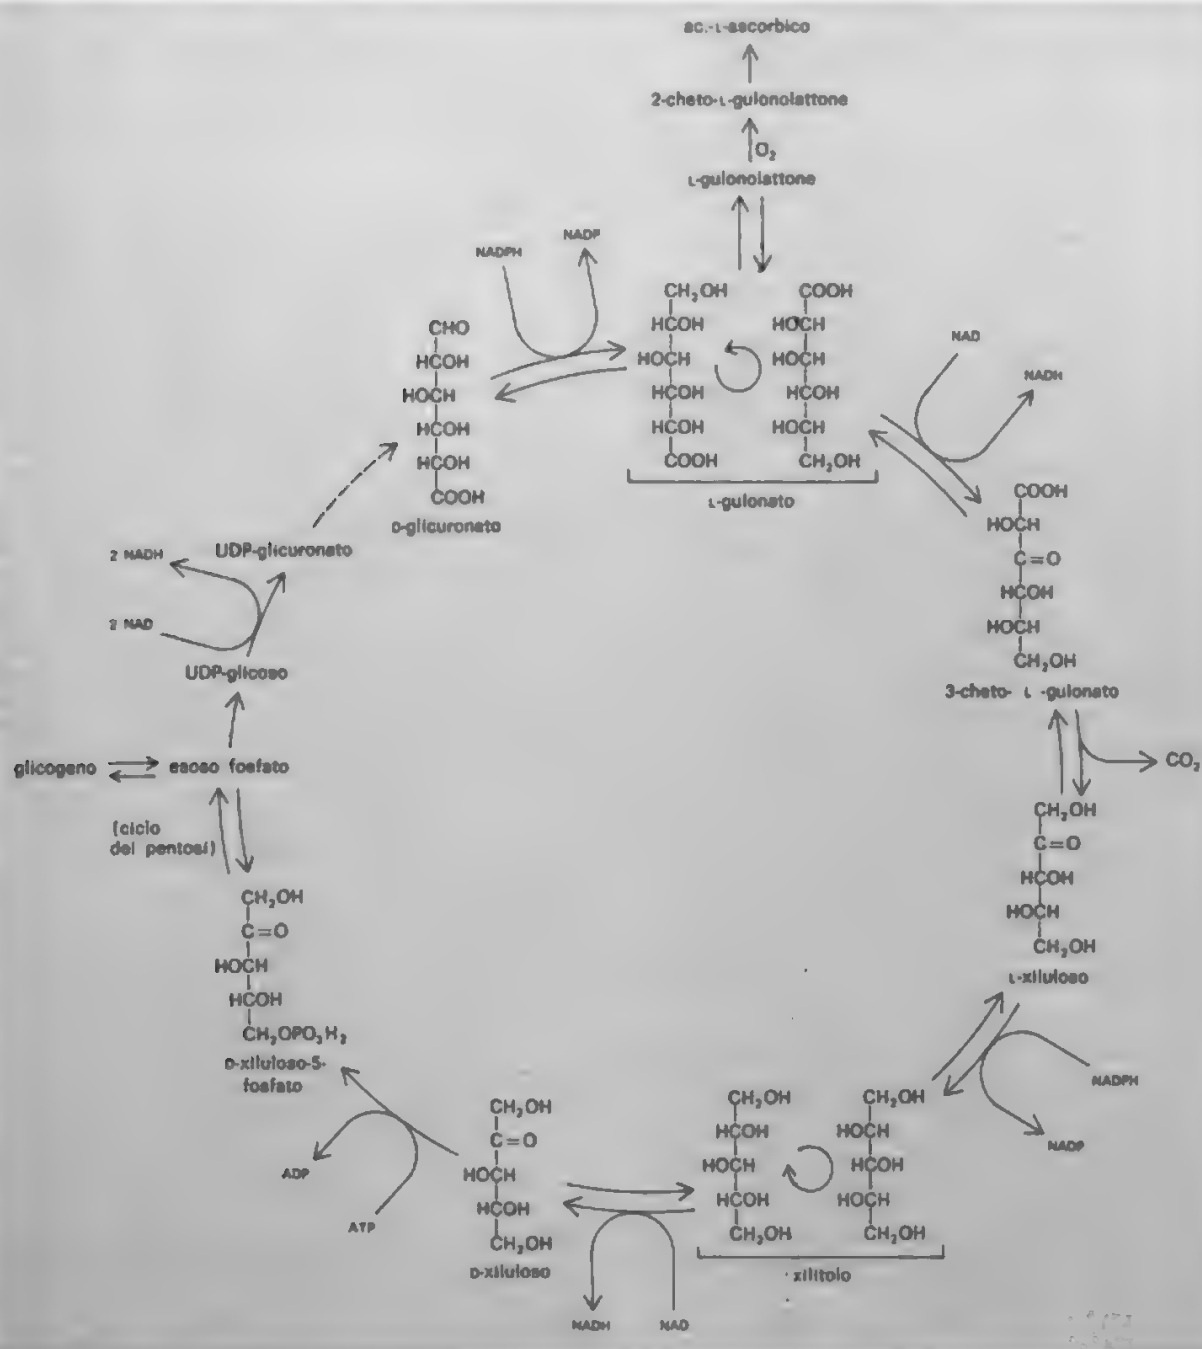 ac.-L-ascorbico
2-cheto-L-gulonolattone
O₂
L-gulonolattone
NADPH
NADP
CHO
HCOH
HOCH
HCOH
HCOH
COOH
D-glicuronato
CH₂OH
HCOH
HOCH
HCOH
HCOH
COOH
COOH
HOCH
HOCH
HCOH
HOCH
CH₂OH
L-gulonato
NAD
NADH
COOH
HOCH
C=O
HCOH
HOCH
CH₂OH
3-cheto- L -gulonato
CO₂
CH₂OH
C=O
HCOH
HOCH
CH₂OH
L-xiluloso
NADPH
NADP
CH₂OH
HCOH
HOCH
HCOH
CH₂OH
CH₂OH
HOCH
HCOH
HOCH
CH₂OH
xilitolo
NADH
NAD
CH₂OH
C=O
HOCH
HCOH
CH₂OH
D-xiluloso
ADP
ATP
CH₂OH
C=O
HOCH
HCOH
CH₂OPO₃H₂
D-xiluloso-5-
fosfato
(ciclo
dei pentosi)
glicogeno
esoso fosfato
UDP-glicoso
2 NAD
2 NADH
UDP-glicuronato